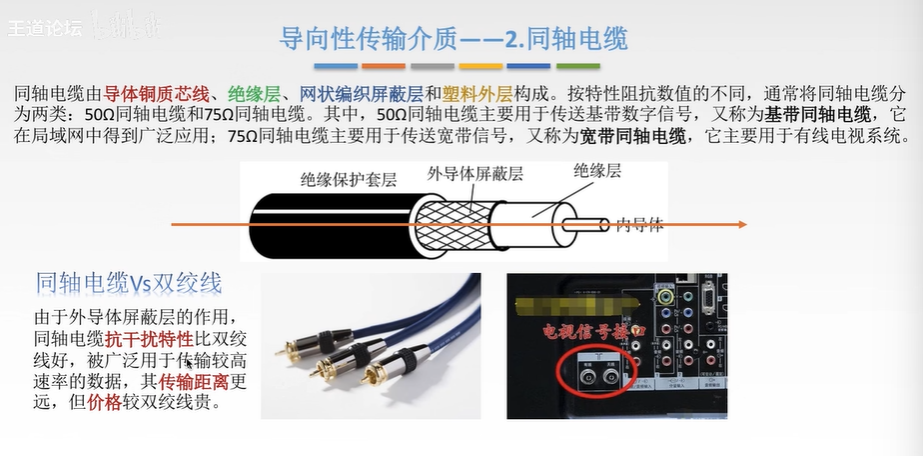 王道论坛
导向性传输介质——2.同轴电缆
同轴电缆由导体铜质芯线、绝缘层、网状编织屏蔽层和塑料外层构成。按特性阻抗数值的不同，通常将同轴电缆分
为两类：50Ω同轴电缆和75Ω同轴电缆。其中，50Ω同轴电缆主要用于传送基带数字信号，又称为基带同轴电缆，它
在局域网中得到广泛应用；75Ω同轴电缆主要用于传送宽带信号，又称为宽带同轴电缆，它主要用于有线电视系统。
绝缘保护套层
外导体屏蔽层
绝缘层
内导体
同轴电缆Vs双绞线
由于外导体屏蔽层的作用，
同轴电缆抗干扰特性比双绞
线好，被广泛用于传输较高
速率的数据，其传输距离更
远，但价格较双绞线贵。
电视信号接口